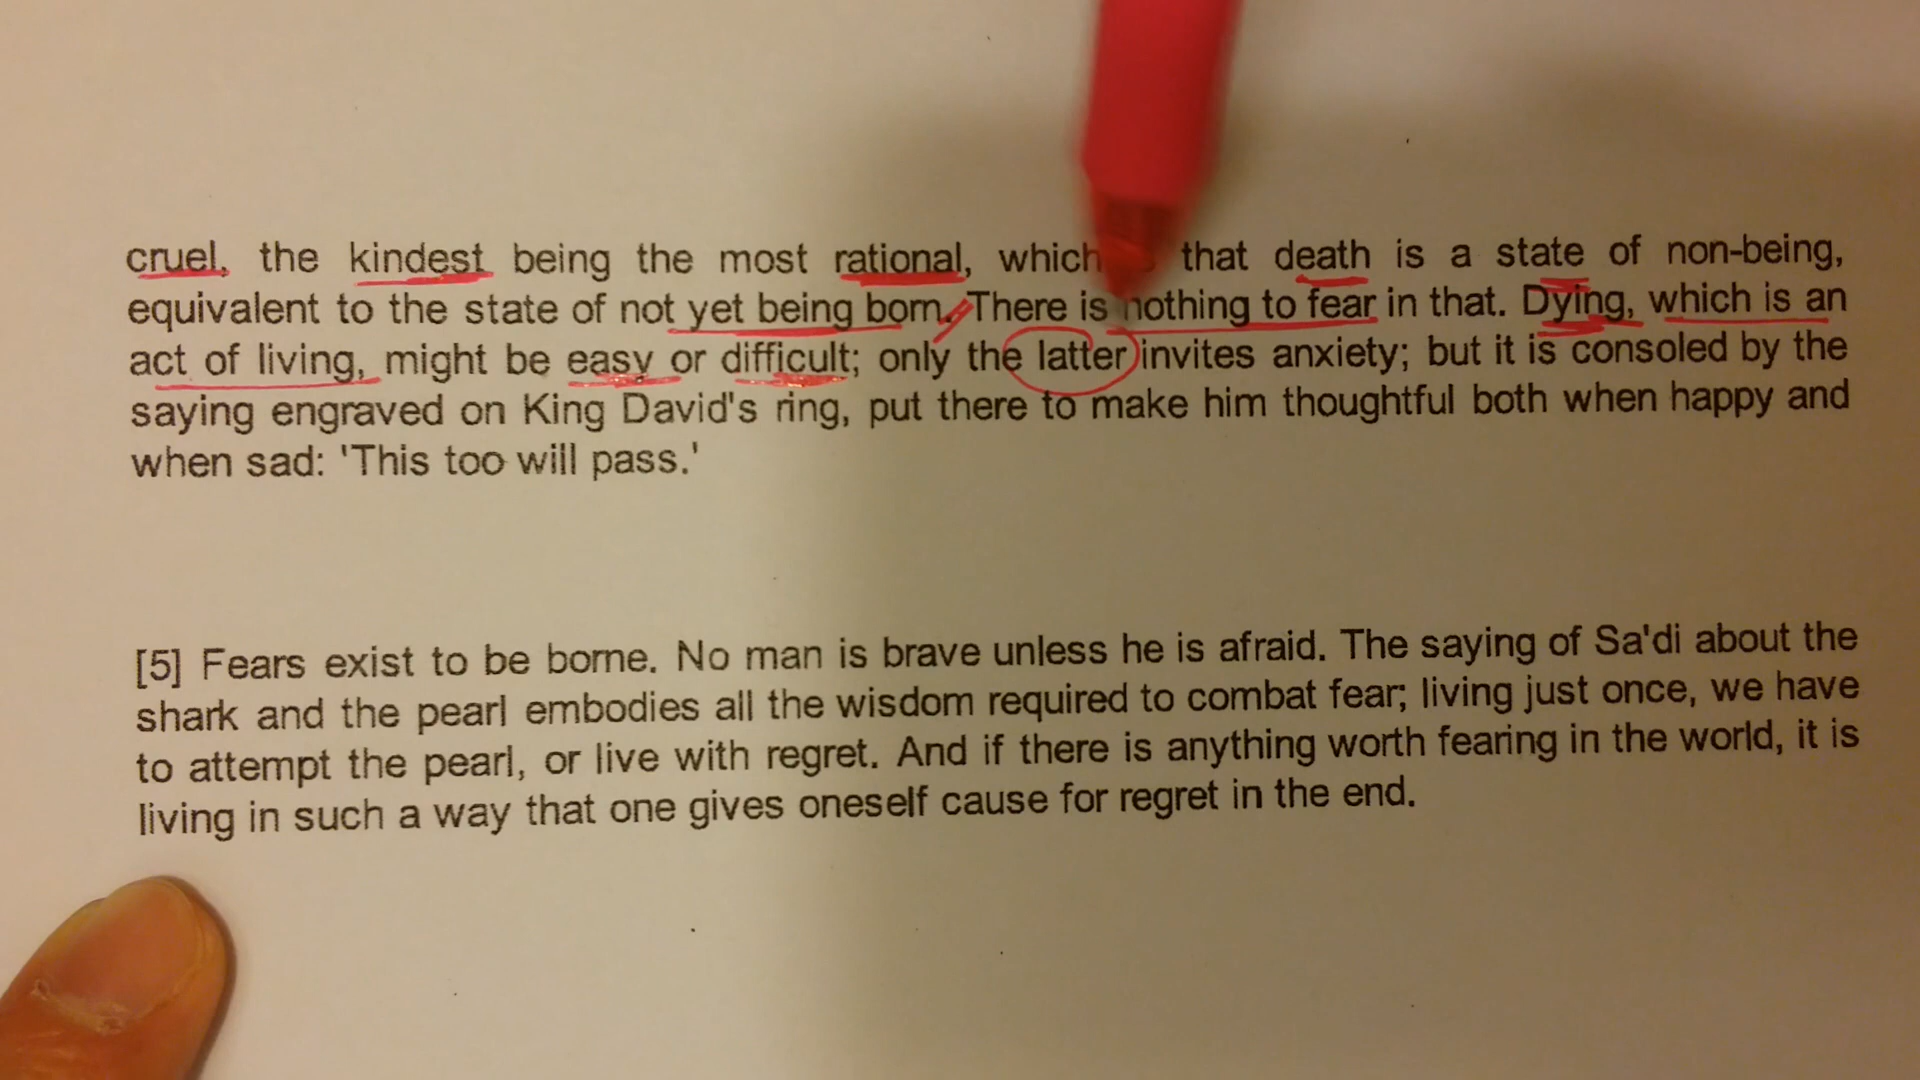 cruel, the kindest being the most rational, which that death is a state of non-being,
equivalent to the state of not yet being born. There is nothing to fear in that. Dying, which is an
act of living, might be easy or difficult; only the latter invites anxiety; but it is consoled by the
saying engraved on King David's ring, put there to make him thoughtful both when happy and
when sad: 'This too will pass.'
[5] Fears exist to be borne. No man is brave unless he is afraid. The saying of Sa'di about the
shark and the pearl embodies all the wisdom required to combat fear; living just once, we have
to attempt the pearl, or live with regret. And if there is anything worth fearing in the world, it is
living in such a way that one gives oneself cause for regret in the end.